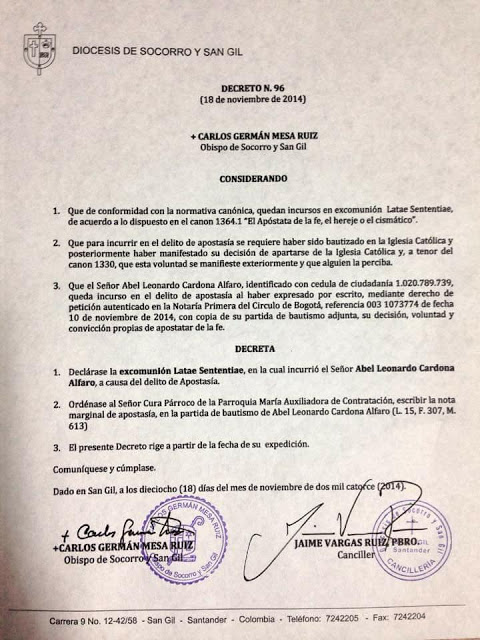 DIOCESIS DE SOCORRO Y SAN GIL
DECRETO N. 96
(18 de noviembre de 2014)
+ CARLOS GERMÁN MESA RUIZ
Obispo de Socorro y San Gil
CONSIDERANDO
1. Que de conformidad con la normativa canónica, quedan incursos en excomunión Latae Sententiae,
de acuerdo a lo dispuesto en el canon 1364.1 "El Apóstata de la fe, el hereje o el cismático".
2. Que para incurrir en el delito de apostasía se requiere haber sido bautizado en la Iglesia Católica y
posteriormente haber manifestado su decisión de apartarse de la Iglesia Católica y, a tenor del
canon 1330, que esta voluntad se manifieste exteriormente y que alguien la perciba.
3. Que el Señor Abel Leonardo Cardona Alfaro, identificado con cedula de ciudadanía 1.020.789.739,
queda incurso en el delito de apostasía al haber expresado por escrito, mediante derecho de
petición autenticado en la Notaría Primera del Circulo de Bogotá, referencia 003 1073774 de fecha
10 de noviembre de 2014, con copia de su partida de bautismo adjunta, su decisión, voluntad y
convicción propias de apostatar de la fe.
DECRETA
1. Declárase la excomunión Latae Sententiae, en la cual incurrió el Señor Abel Leonardo Cardona
Alfaro, a causa del delito de Apostasía.
2. Ordénase al Señor Cura Párroco de la Parroquia María Auxiliadora de Contratación, escribir la nota
marginal de apostasía, en la partida de bautismo de Abel Leonardo Cardona Alfaro (L. 15, F. 307, M.
613)
3. El presente Decreto rige a partir de la fecha de su expedición.
Comuníquese y cúmplase.
Dado en San Gil, a los dieciocho (18) días del mes de noviembre de dos mil catorce (2014).
+CARLOS GERMÁN MESA RUIZ
Obispo de Socorro y San Gil
CARLOS GERMÁN MESA RUIZ
Obispo de Socorro y San Gil
JAIME VARGAS RUIZ, PBRO.
Canciller
Santander
CANCILLERÍA
Carrera 9 No. 12-42/58 - San Gil - Santander - Colombia - Teléfono: 7242205 - Fax: 7242204